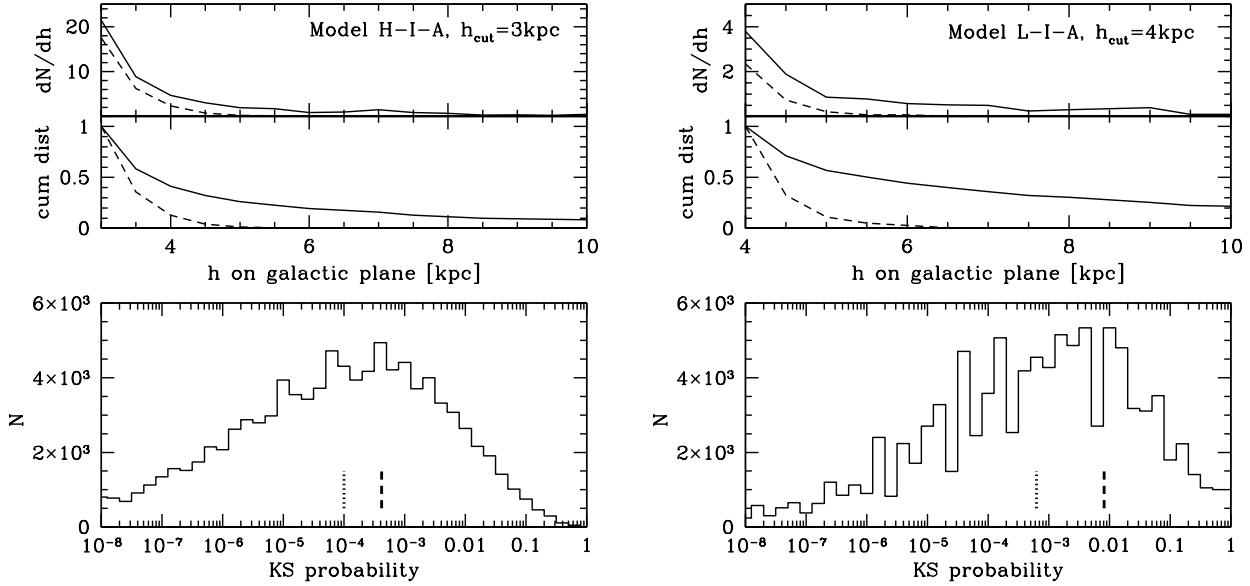 Model H-I-A, h_cut=3kpc
dN/dh
20
10
cum dist
1
0.5
0
4 6 8 10
h on galactic plane [kpc]
N
6×10³
4×10³
2×10³
0
10⁻⁸ 10⁻⁷ 10⁻⁶ 10⁻⁵ 10⁻⁴ 10⁻³ 0.01 0.1 1
KS probability
Model L-I-A, h_cut=4kpc
dN/dh
4
2
cum dist
1
0.5
0
4 6 8 10
h on galactic plane [kpc]
N
6×10³
4×10³
2×10³
0
10⁻⁸ 10⁻⁷ 10⁻⁶ 10⁻⁵ 10⁻⁴ 10⁻³ 0.01 0.1 1
KS probability